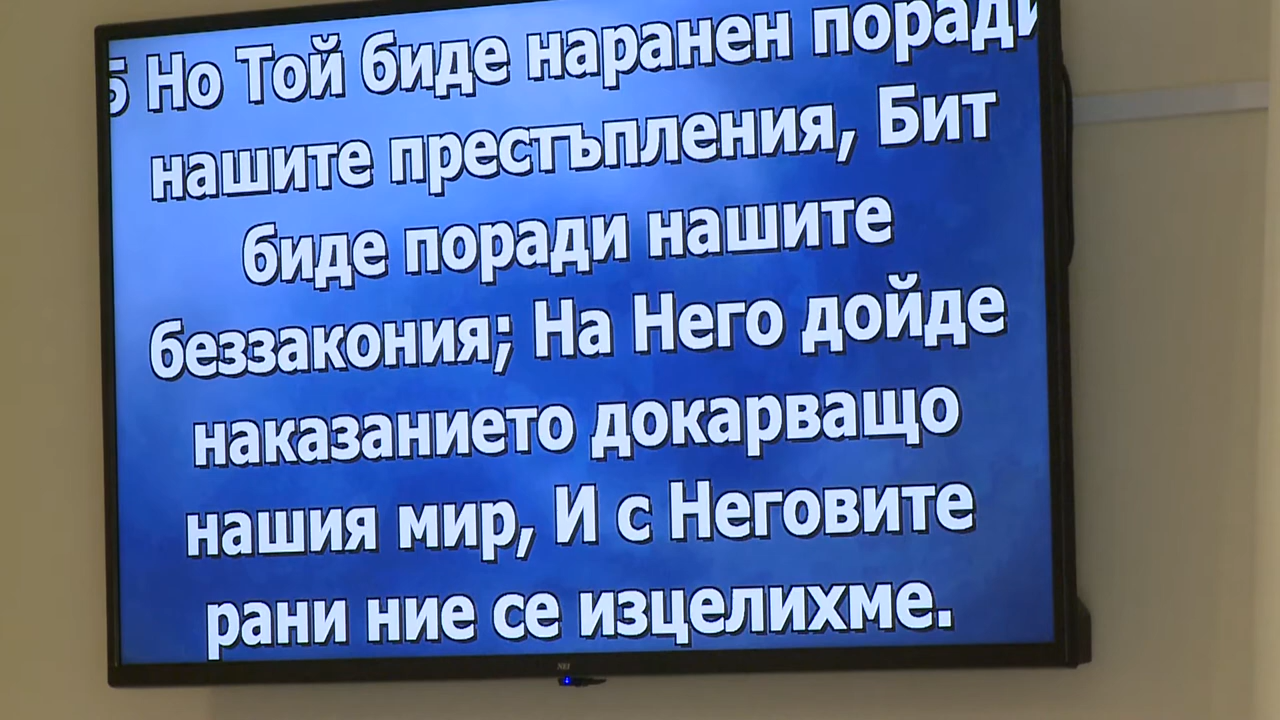 5 Но Той биде наранен поради
нашите престъпления, Бит
биде поради нашите
беззакония; На Него дойде
наказанието докарващо
нашия мир, И с Неговите
рани ние се изцелихме.